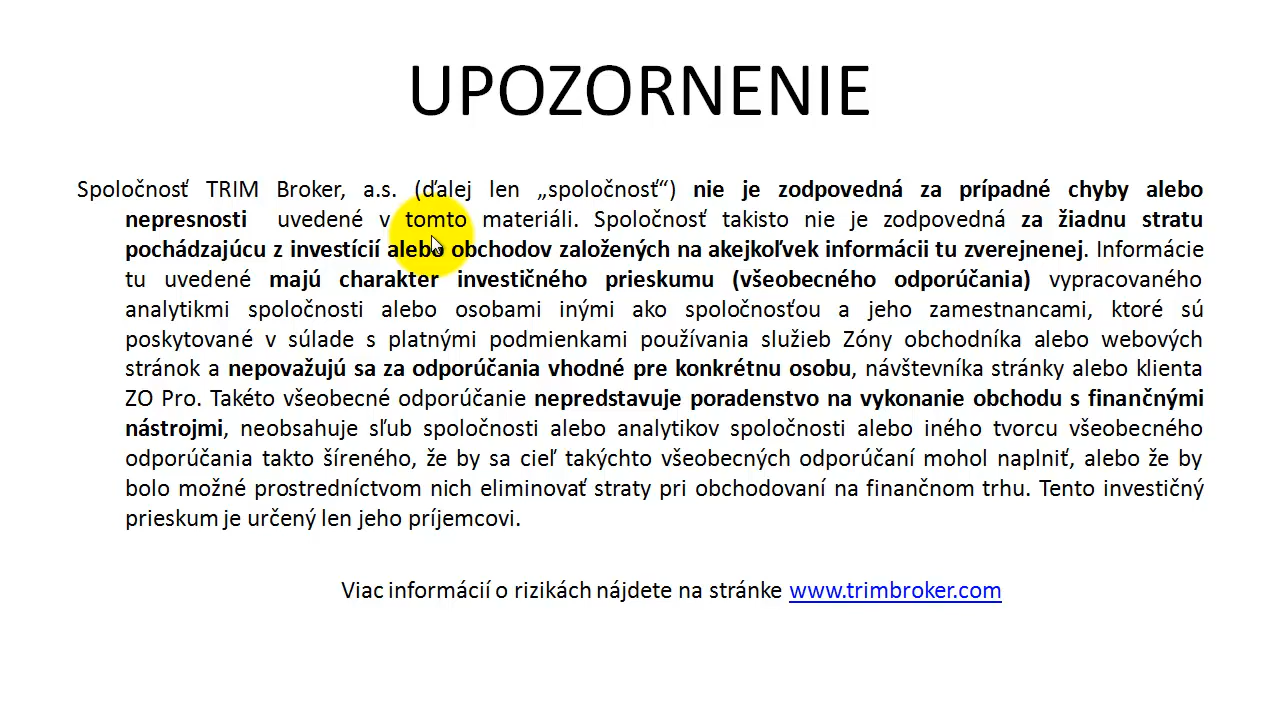 UPOZORNENIE
Spoločnosť TRIM Broker, a.s. (ďalej len „spoločnosť“) nie je zodpovedná za prípadné chyby alebo
nepresnosti uvedené v tomto materiáli. Spoločnosť takisto nie je zodpovedná za žiadnu stratu
pochádzajúcu z investícií alebo obchodov založených na akejkoľvek informácii tu zverejnenej. Informácie
tu uvedené majú charakter investičného prieskumu (všeobecného odporúčania) vypracovaného
analytikmi spoločnosti alebo osobami inými ako spoločnosťou a jeho zamestnancami, ktoré sú
poskytované v súlade s platnými podmienkami používania služieb Zóny obchodníka alebo webových
stránok a nepovažujú sa za odporúčania vhodné pre konkrétnu osobu, návštevníka stránky alebo klienta
ZO Pro. Takéto všeobecné odporúčanie nepredstavuje poradenstvo na vykonanie obchodu s finančnými
nástrojmi, neobsahuje sľub spoločnosti alebo analytikov spoločnosti alebo iného tvorcu všeobecného
odporúčania takto šíreného, že by sa cieľ takýchto všeobecných odporúčaní mohol naplniť, alebo že by
bolo možné prostredníctvom nich eliminovať straty pri obchodovaní na finančnom trhu. Tento investičný
prieskum je určený len jeho príjemcovi.
Viac informácií o rizikách nájdete na stránke www.trimbroker.com